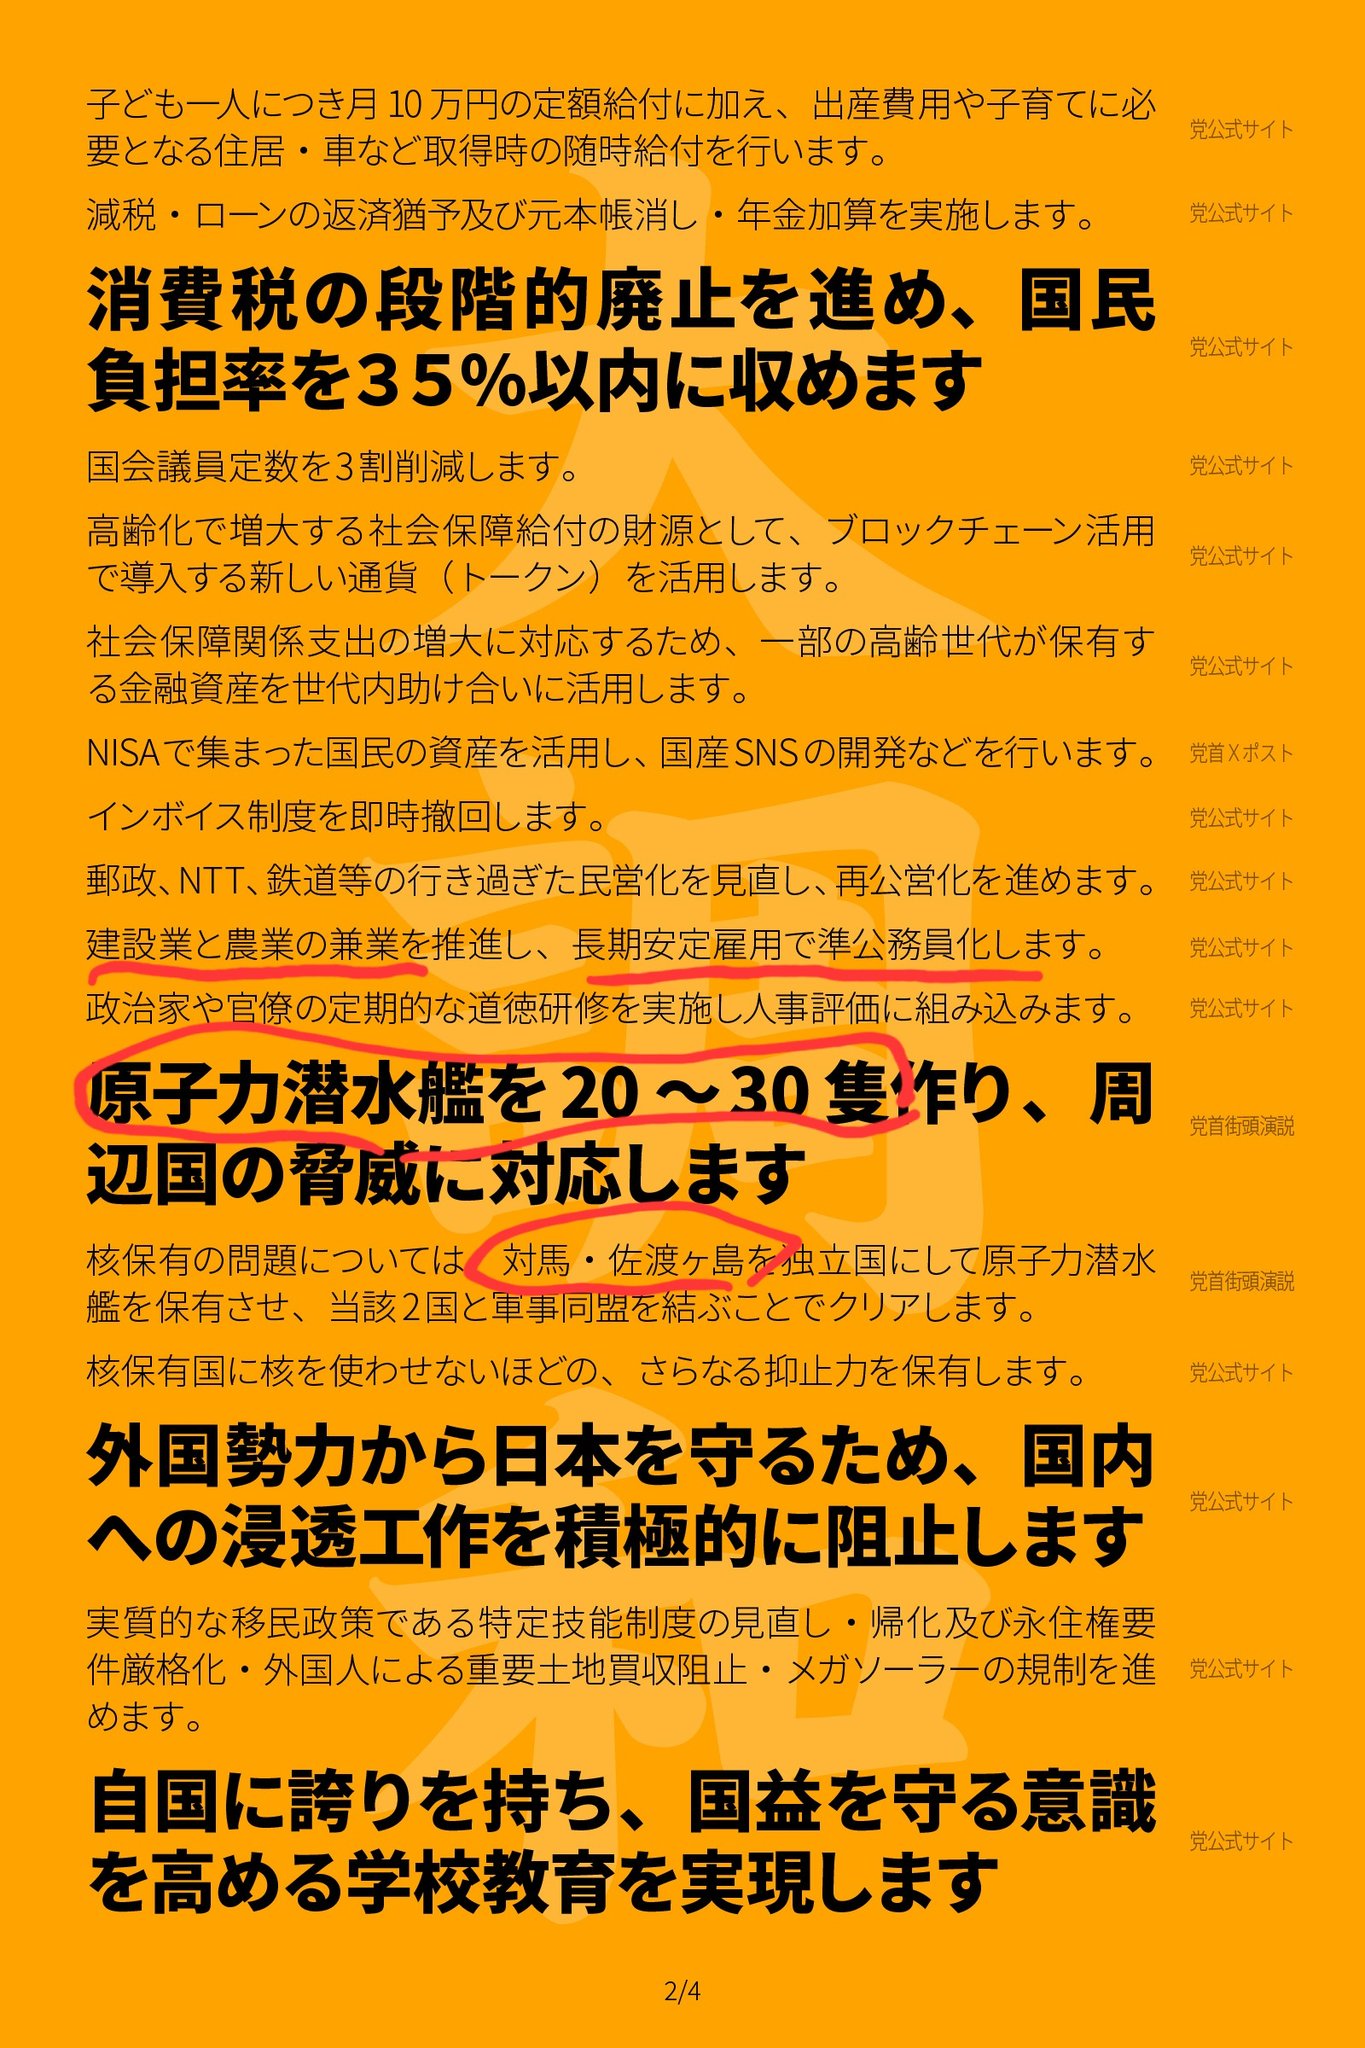 子ども一人につき月 10 万円の定額給付に加え、出産費用や子育てに必
要となる住居・車など取得時の随時給付を行います。
党公式サイト
減税・ローンの返済猶予及び元本帳消し・年金加算を実施します。
党公式サイト
消費税の段階的廃止を進め、国民
負担率を３５％以内に収めます
党公式サイト
国会議員定数を3割削減します。
党公式サイト
高齢化で増大する社会保障給付の財源として、ブロックチェーン活用
で導入する新しい通貨（トークン）を活用します。
党公式サイト
社会保障関係支出の増大に対応するため、一部の高齢世代が保有す
る金融資産を世代内助け合いに活用します。
党公式サイト
NISAで集まった国民の資産を活用し、国産SNSの開発などを行います。
党首Xポスト
インボイス制度を即時撤回します。
党公式サイト
郵政、NTT、鉄道等の行き過ぎた民営化を見直し、再公営化を進めます。
党公式サイト
建設業と農業の兼業を推進し、長期安定雇用で準公務員化します。
党公式サイト
政治家や官僚の定期的な道徳研修を実施し人事評価に組み込みます。
党公式サイト
原子力潜水艦を 20 〜 30 隻作り、周
辺国の脅威に対応します
党首街頭演説
核保有の問題については、対馬・佐渡ヶ島を独立国にして原子力潜水
艦を保有させ、当該2国と軍事同盟を結ぶことでクリアします。
党首街頭演説
核保有国に核を使わせないほどの、さらなる抑止力を保有します。
党公式サイト
外国勢力から日本を守るため、国内
への浸透工作を積極的に阻止します
党公式サイト
実質的な移民政策である特定技能制度の見直し・帰化及び永住権要
件厳格化・外国人による重要土地買収阻止・メガソーラーの規制を進
めます。
党公式サイト
自国に誇りを持ち、国益を守る意識
を高める学校教育を実現します
党公式サイト
大調和
2/4